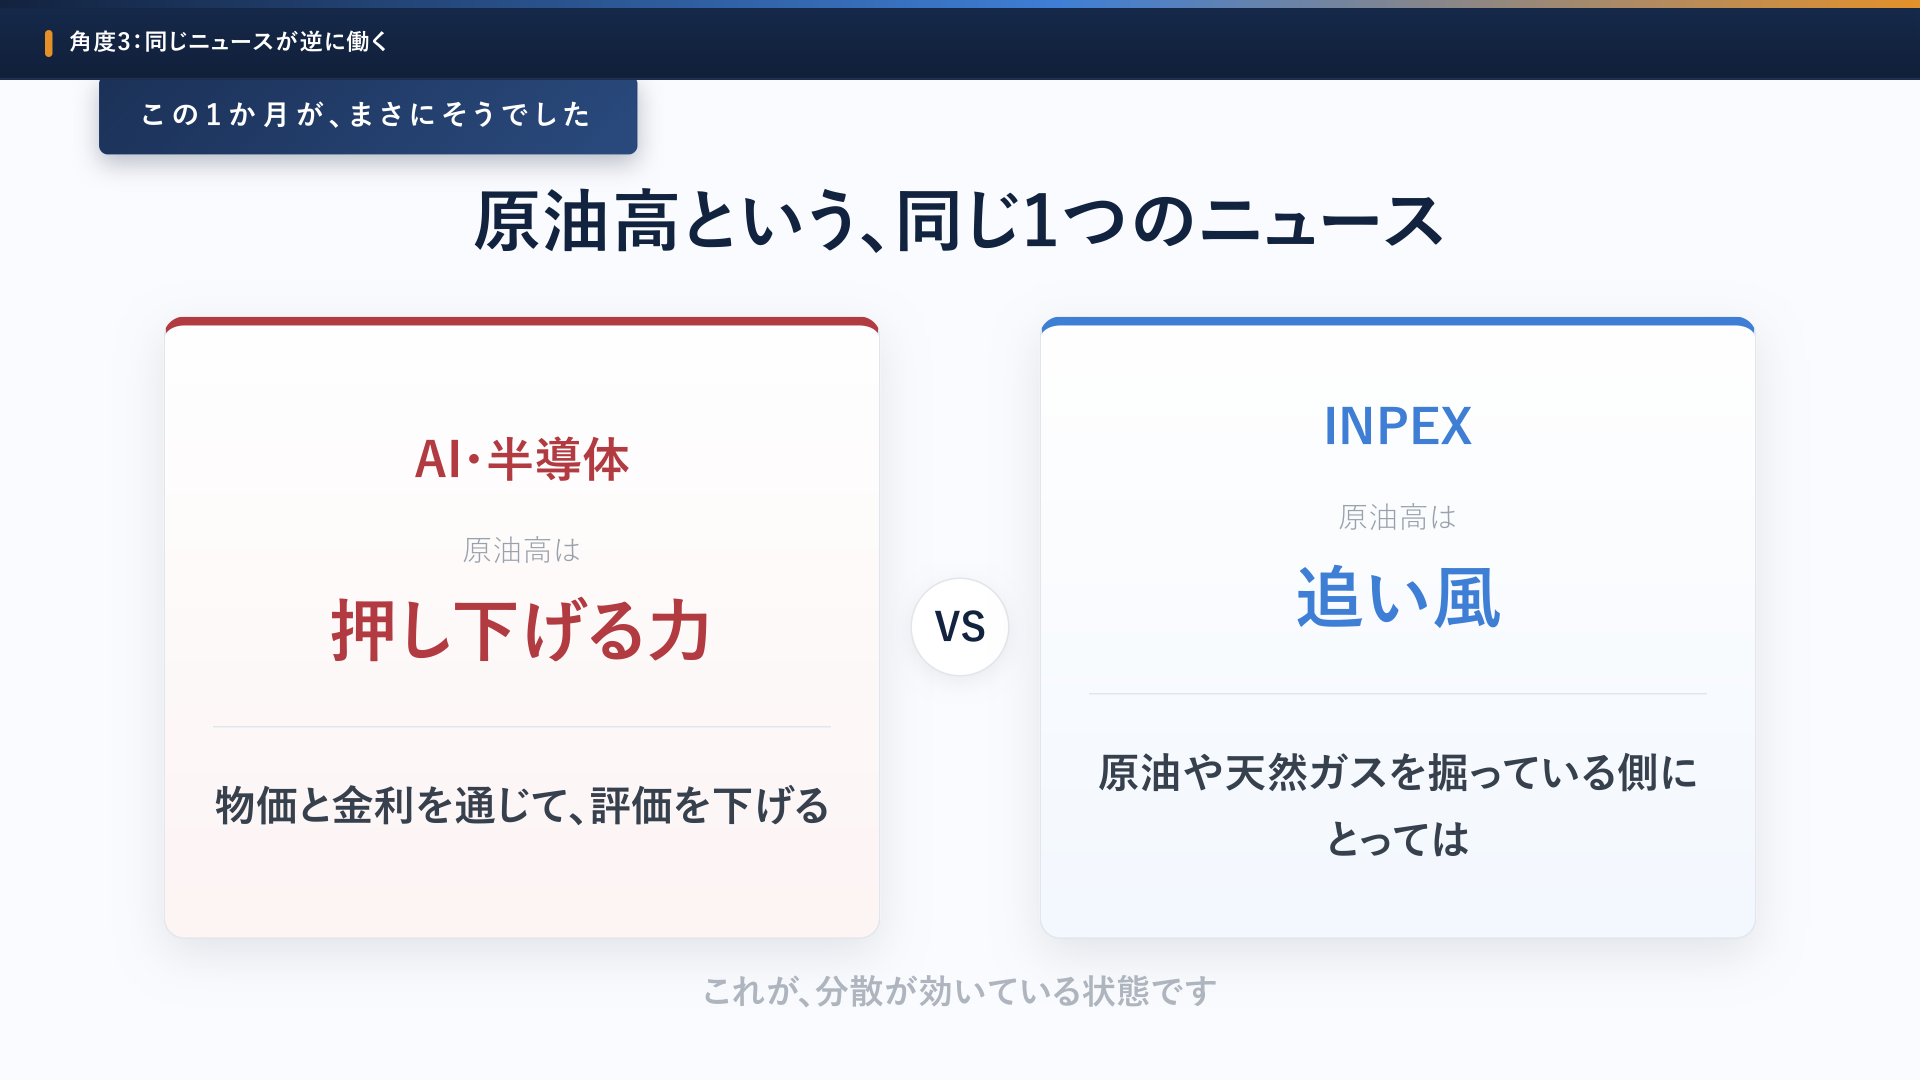 角度3：同じニュースが逆に働く
この1か月が、まさにそうでした
原油高という、同じ1つのニュース
AI・半導体
原油高は
押し下げる力
物価と金利を通じて、評価を下げる
VS
INPEX
原油高は
追い風
原油や天然ガスを掘っている側に
とっては
これが、分散が効いている状態です